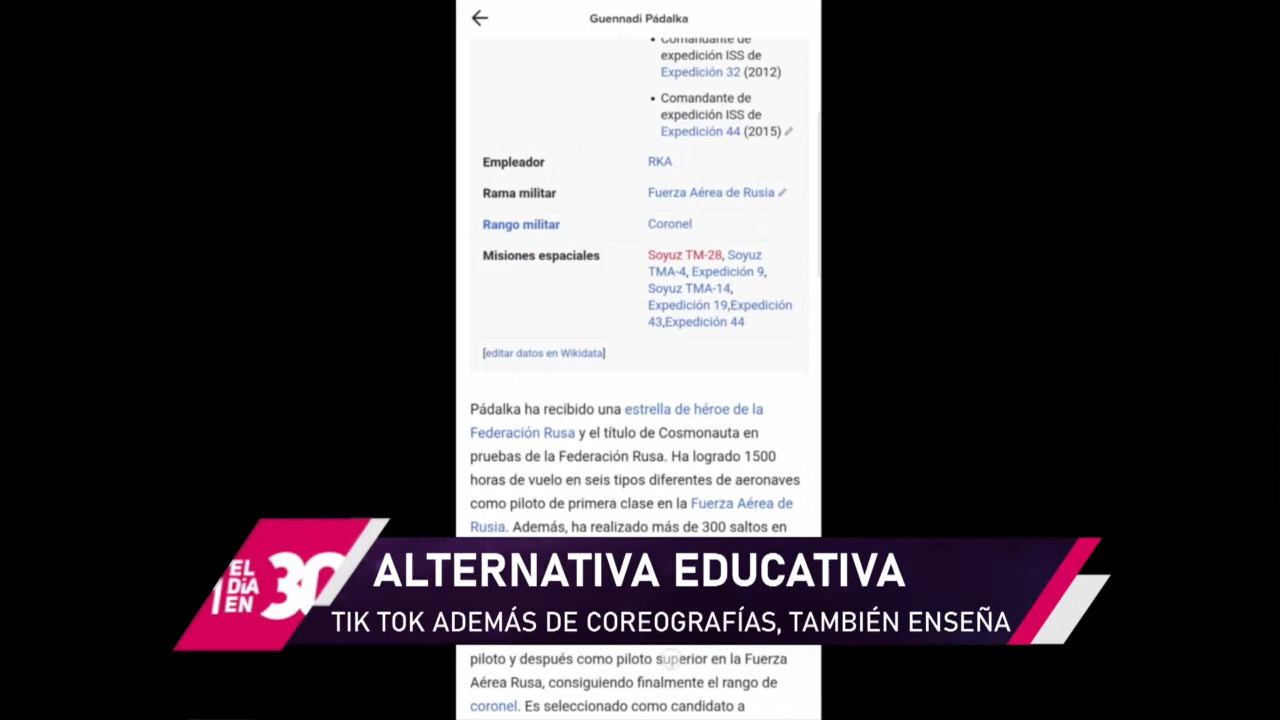 Guennadi Pádalka
• Comandante de
expedición ISS de
Expedición 32 (2012)
• Comandante de
expedición ISS de
Expedición 44 (2015)
Empleador RKA
Rama militar Fuerza Aérea de Rusia
Rango militar Coronel
Misiones espaciales Soyuz TM-28, Soyuz
TMA-4, Expedición 9,
Soyuz TMA-14,
Expedición 19,Expedición
43,Expedición 44
[editar datos en Wikidata]
Pádalka ha recibido una estrella de héroe de la
Federación Rusa y el título de Cosmonauta en
pruebas de la Federación Rusa. Ha logrado 1500
horas de vuelo en seis tipos diferentes de aeronaves
como piloto de primera clase en la Fuerza Aérea de
Rusia. Además, ha realizado más de 300 saltos en
EL DÍA EN 30
ALTERNATIVA EDUCATIVA
TIK TOK ADEMÁS DE COREOGRAFÍAS, TAMBIÉN ENSEÑA
piloto y después como piloto superior en la Fuerza
Aérea Rusa, consiguiendo finalmente el rango de
coronel. Es seleccionado como candidato a